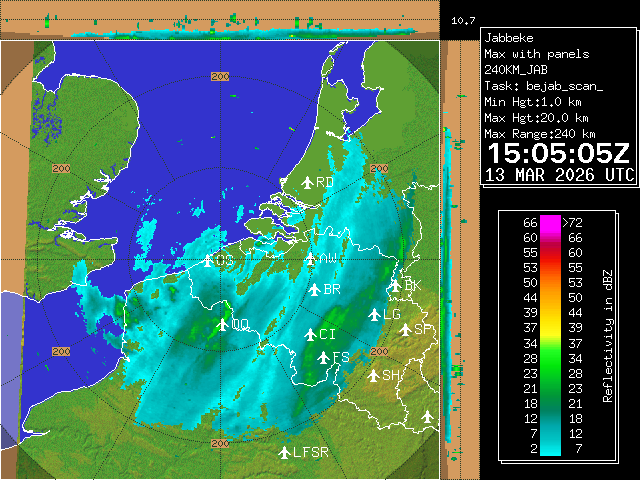 10.7
Jabbeke
Max with panels
240KM_JAB
Task: bejab_scan_
Min Hgt:1.0 km
Max Hgt:20.0 km
Max Range:240 km
15:05:05Z
13 MAR 2026 UTC
200
200
200
RD
OS
AW
BR
BK
LG
QQ
CI
SP
200
FS
200
SH
200
LFSR
66 >72
60 66
55 60
50 55
44 50
39 44
37 39
34 37
28 34
23 28
21 23
18 21
12 18
7 12
2 7
Reflectivity in dBZ